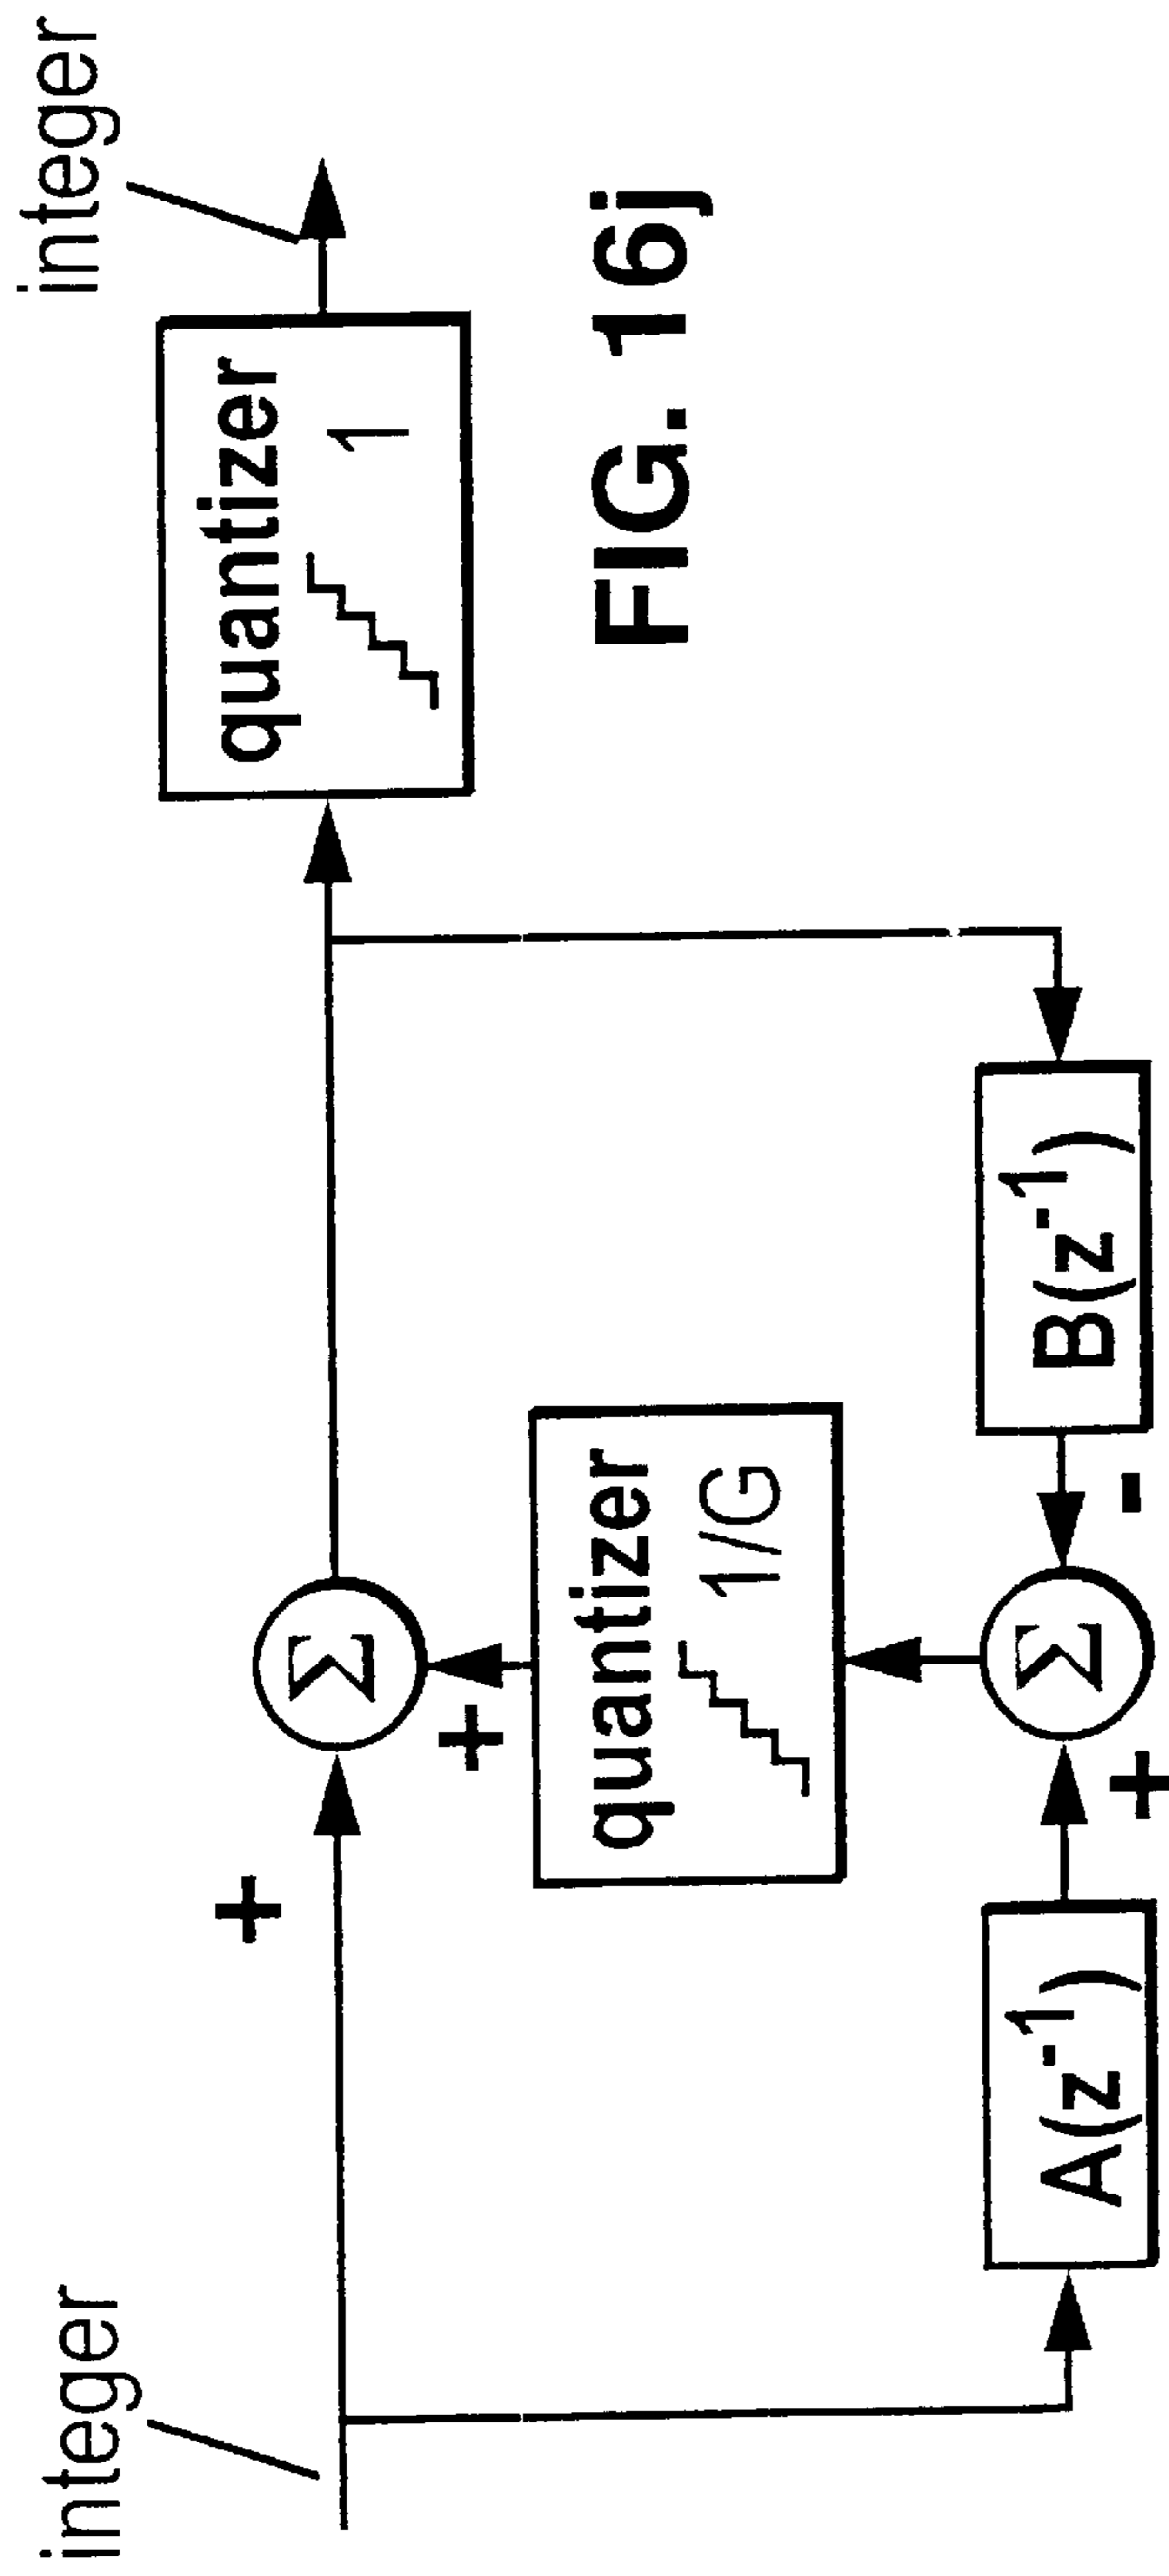 integer
integer
quantizer
1
+
Σ
+
quantizer
1/G
FIG. 16j
A(z⁻¹)
+
Σ
-
B(z⁻¹)